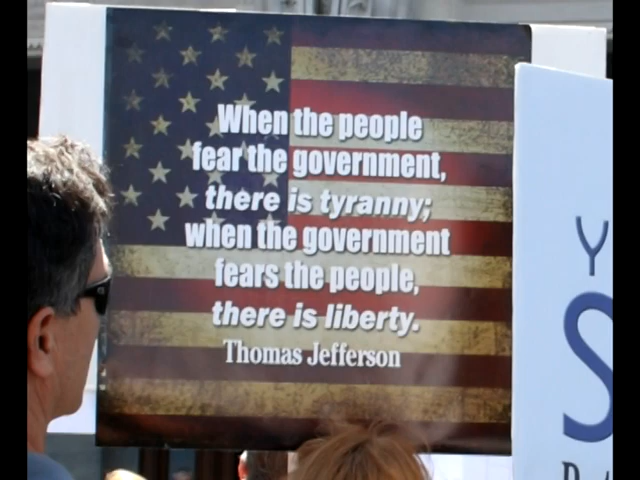 When the people
fear the government,
there is tyranny;
when the government
fears the people,
there is liberty.
Thomas Jefferson
Y
S